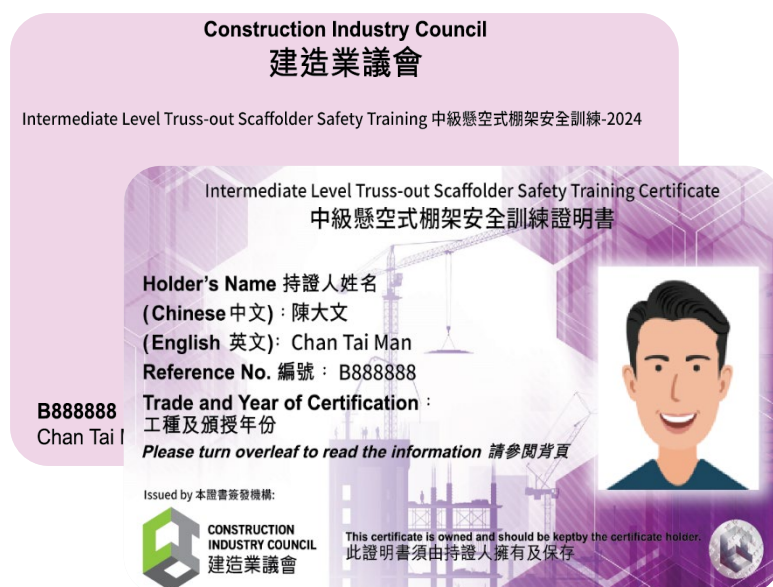 Construction Industry Council
建造業議會
Intermediate Level Truss-out Scaffolder Safety Training 中級懸空式棚架安全訓練-2024
B888888
Chan Tai
Intermediate Level Truss-out Scaffolder Safety Training Certificate
中級懸空式棚架安全訓練證明書
Holder's Name 持證人姓名
(Chinese 中文)：陳大文
(English 英文)： Chan Tai Man
Reference No. 編號： B888888
Trade and Year of Certification：
工種及頒授年份
Please turn overleaf to read the information 請參閱背頁
Issued by 本證書簽發機構:
CONSTRUCTION
INDUSTRY COUNCIL
建造業議會
This certificate is owned and should be keptby the certificate holder.
此證明書須由持證人擁有及保存